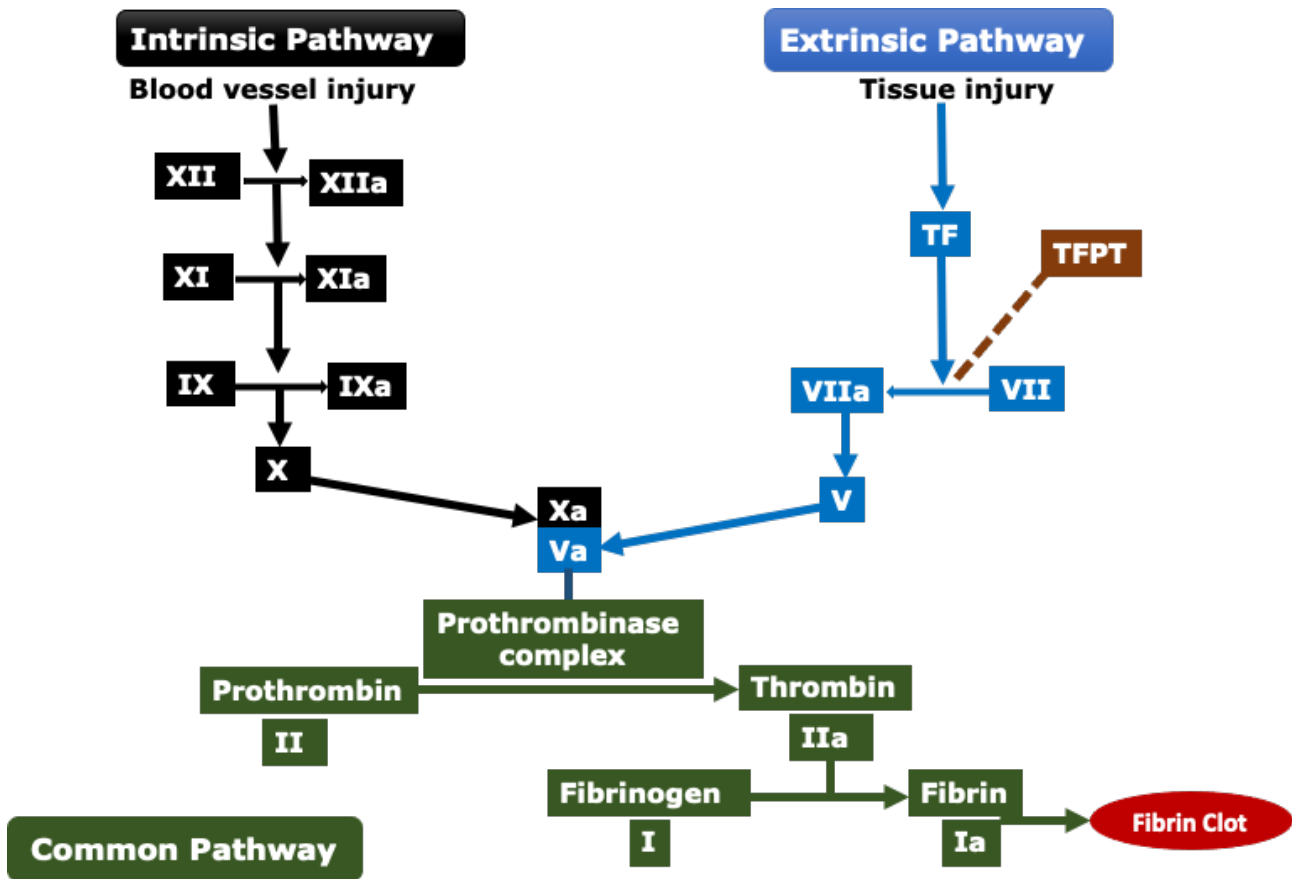 Intrinsic Pathway
Extrinsic Pathway
Blood vessel injury
Tissue injury
XII
XIIa
TF
TFPT
XI
XIa
IX
IXa
VIIa
VII
X
V
Xa
Va
Prothrombinase
complex
Prothrombin
Thrombin
II
IIa
Fibrinogen
Fibrin
I
Ia
Fibrin Clot
Common Pathway